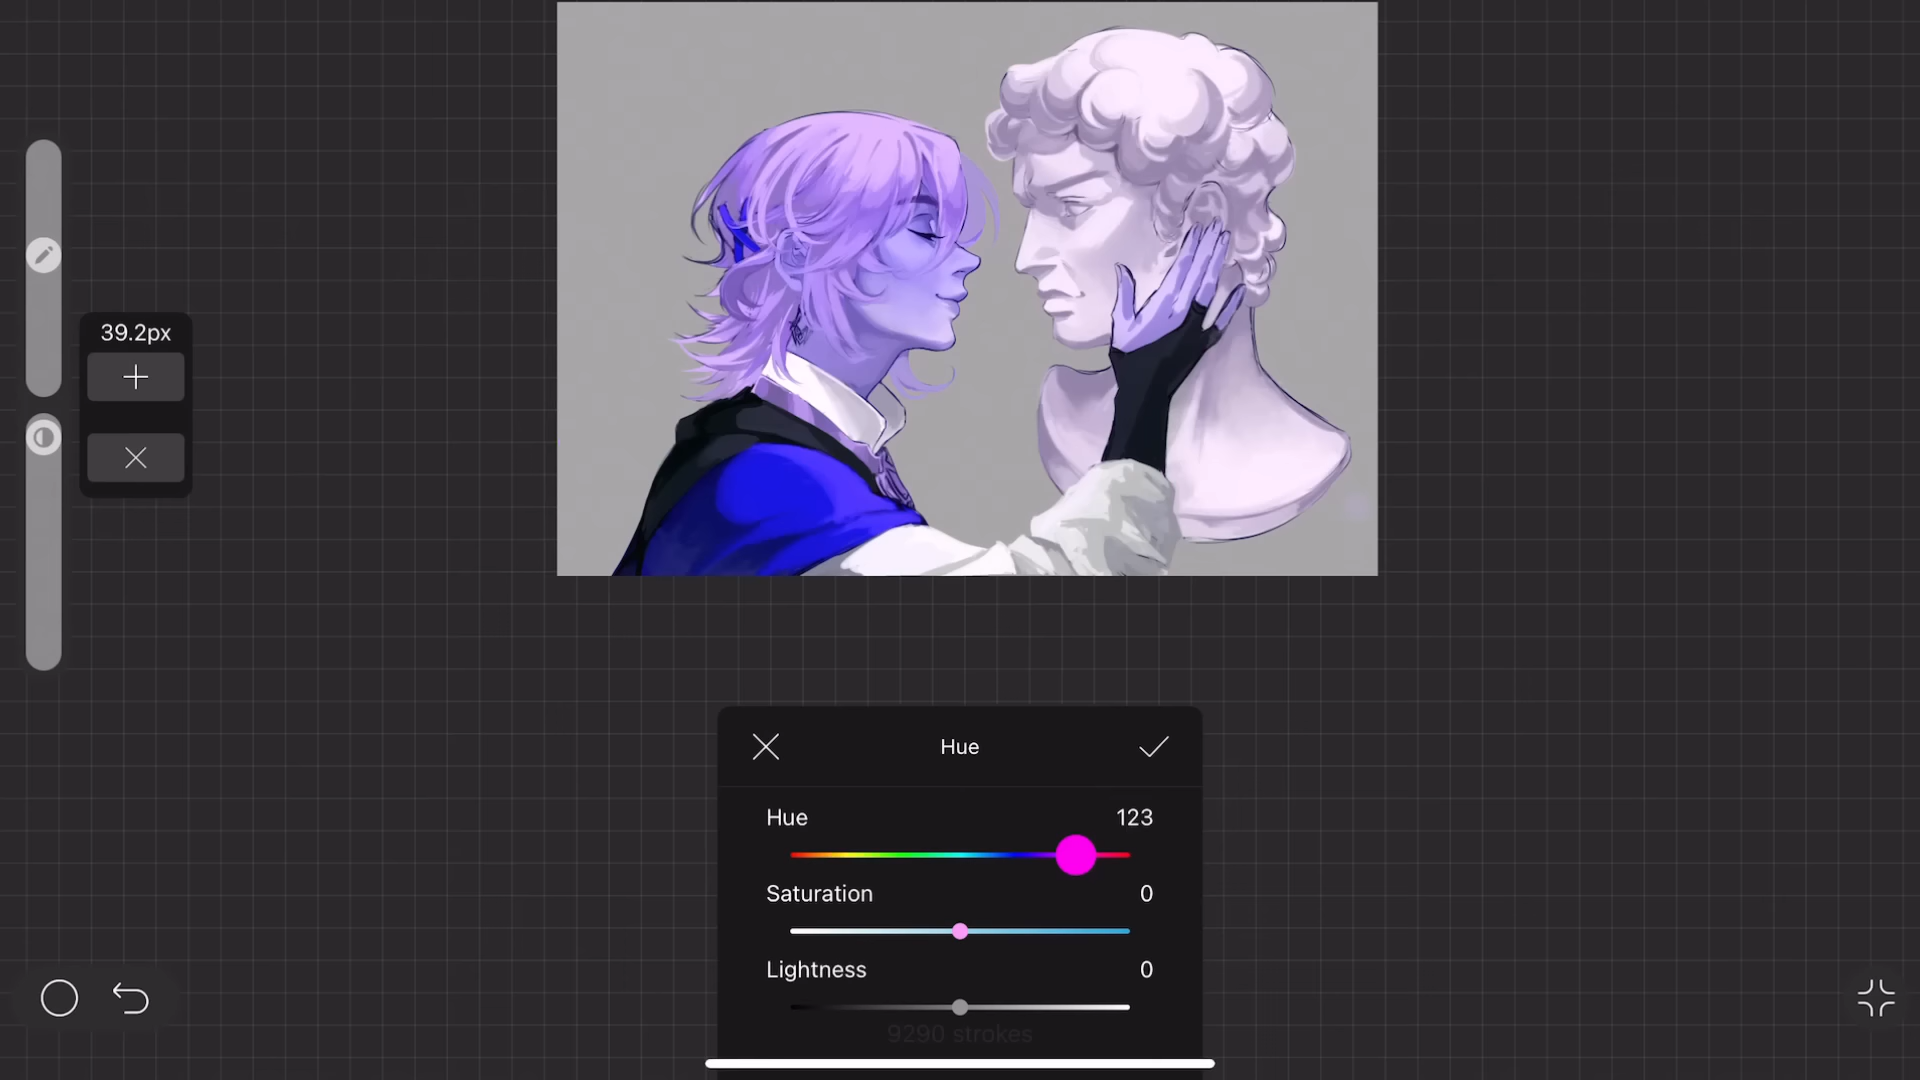 39.2px
Hue
Hue 123
Saturation 0
Lightness 0
9290 strokes